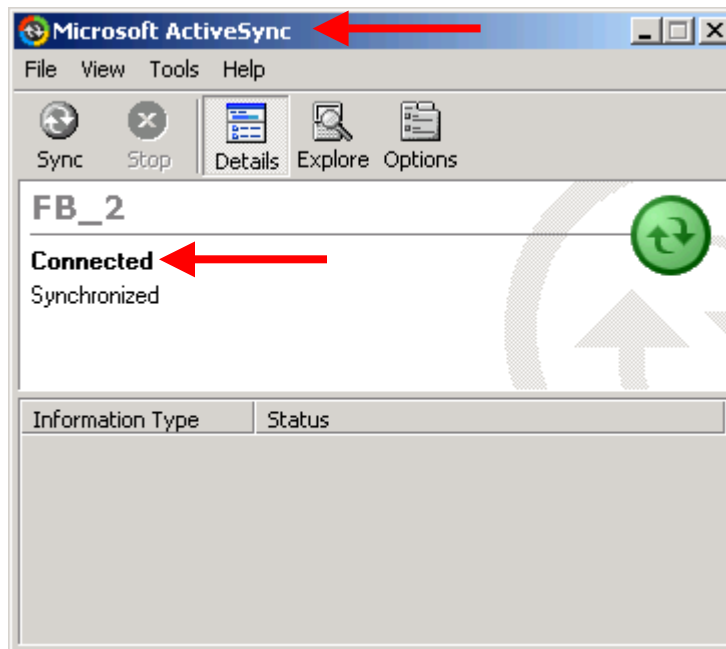 Microsoft ActiveSync
File View Tools Help
Sync Stop Details Explore Options
FB_2
Connected
Synchronized
Information Type Status